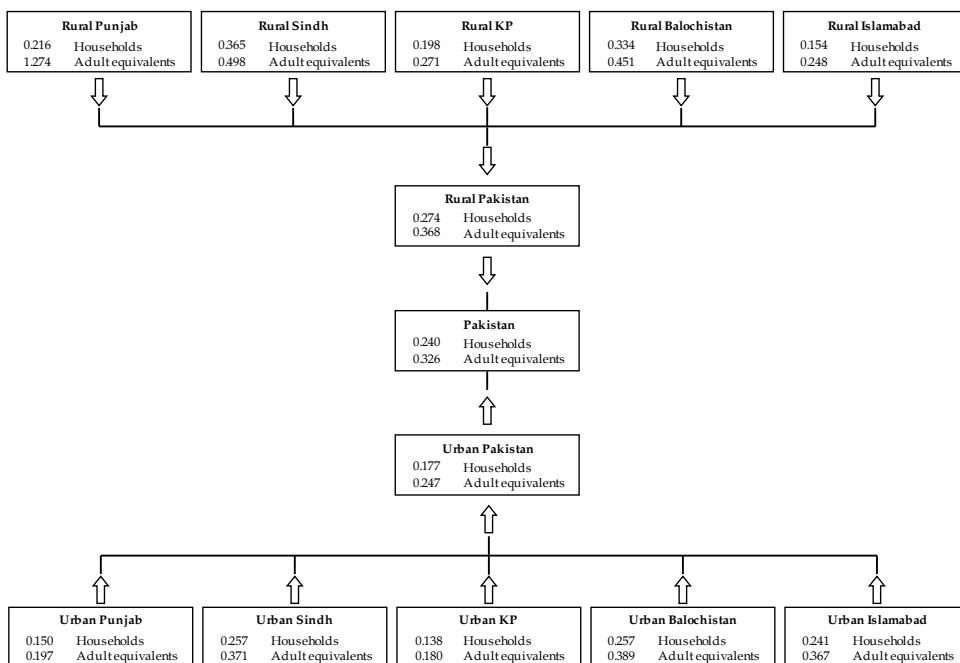 Rural Punjab
0.216 Households
1.274 Adult equivalents
Rural Sindh
0.365 Households
0.498 Adult equivalents
Rural KP
0.198 Households
0.271 Adult equivalents
Rural Balochistan
0.334 Households
0.451 Adult equivalents
Rural Islamabad
0.154 Households
0.248 Adult equivalents
Rural Pakistan
0.274 Households
0.368 Adult equivalents
Pakistan
0.240 Households
0.326 Adult equivalents
Urban Pakistan
0.177 Households
0.247 Adult equivalents
Urban Punjab
0.150 Households
0.197 Adult equivalents
Urban Sindh
0.257 Households
0.371 Adult equivalents
Urban KP
0.138 Households
0.180 Adult equivalents
Urban Balochistan
0.257 Households
0.389 Adult equivalents
Urban Islamabad
0.241 Households
0.367 Adult equivalents